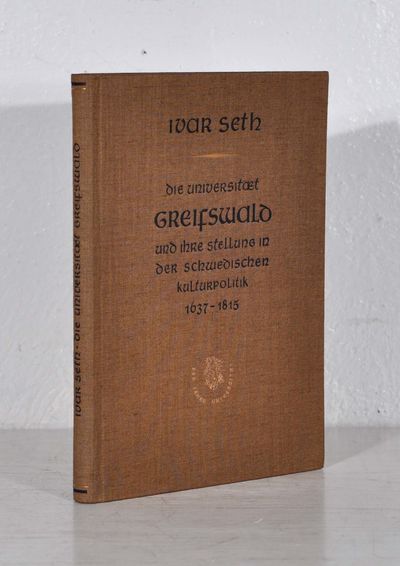 ivar seth
die universitæt
GREIFSWALD
und ihre stellung in
der schwedischen
kulturpolitik
1637-1815
ivar seth · die universitæt greifswald